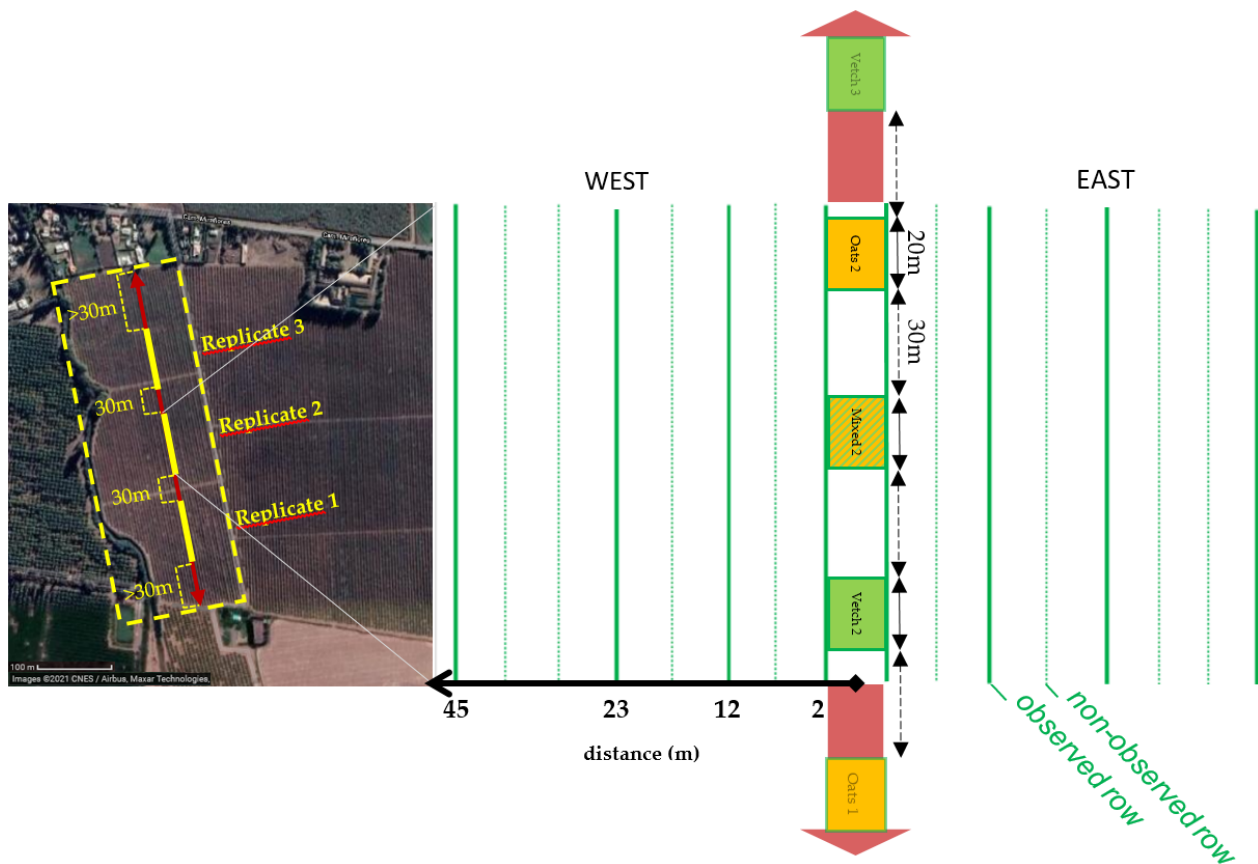 Vetch 3
WEST
EAST
Cam. Miraflores
Oats 2
20m
>30m
Replicate 3
30m
30m
Replicate 2
Mixed 2
30m
Replicate 1
>30m
Vetch 2
100 m
Images ©2021 CNES / Airbus, Maxar Technologies,
45
23
12
2
distance (m)
Oats 1
observed row
non-observed row